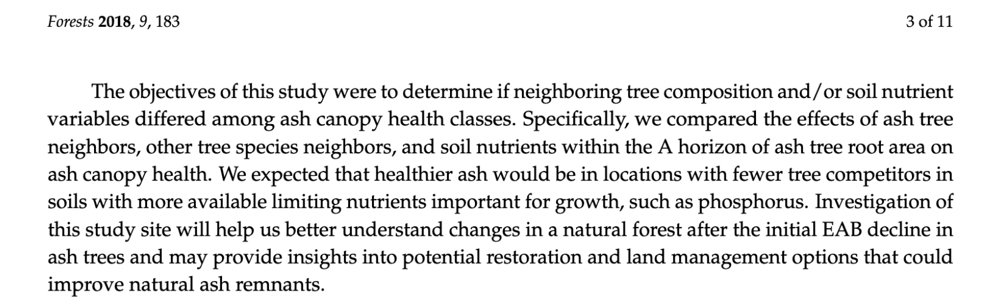 Forests 2018, 9, 183 3 of 11
The objectives of this study were to determine if neighboring tree composition and/or soil nutrient
variables differed among ash canopy health classes. Specifically, we compared the effects of ash tree
neighbors, other tree species neighbors, and soil nutrients within the A horizon of ash tree root area on
ash canopy health. We expected that healthier ash would be in locations with fewer tree competitors in
soils with more available limiting nutrients important for growth, such as phosphorus. Investigation of
this study site will help us better understand changes in a natural forest after the initial EAB decline in
ash trees and may provide insights into potential restoration and land management options that could
improve natural ash remnants.